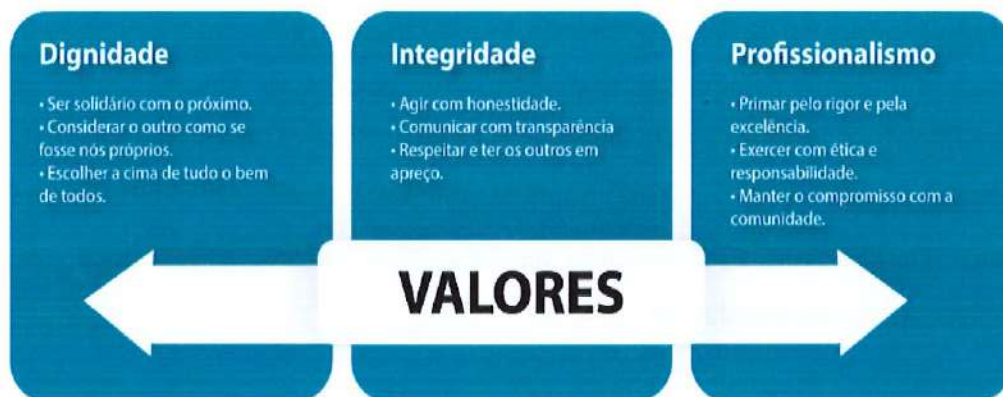 Dignidade
• Ser solidário com o próximo.
• Considerar o outro como se
fosse nós próprios.
• Escolher a cima de tudo o bem
de todos.
Integridade
• Agir com honestidade.
• Comunicar com transparência
• Respeitar e ter os outros em
apreço.
Profissionalismo
• Primar pelo rigor e pela
excelência.
• Exercer com ética e
responsabilidade.
• Manter o compromisso com a
comunidade.
VALORES